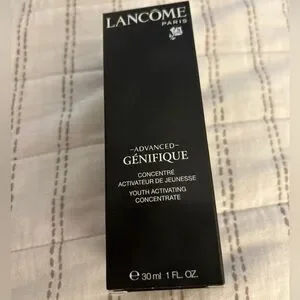 LANCÔME
PARIS
–ADVANCED–
GÉNIFIQUE
CONCENTRÉ
ACTIVATEUR DE JEUNESSE
YOUTH ACTIVATING
CONCENTRATE
℮ 30 ml 1 FL. OZ.